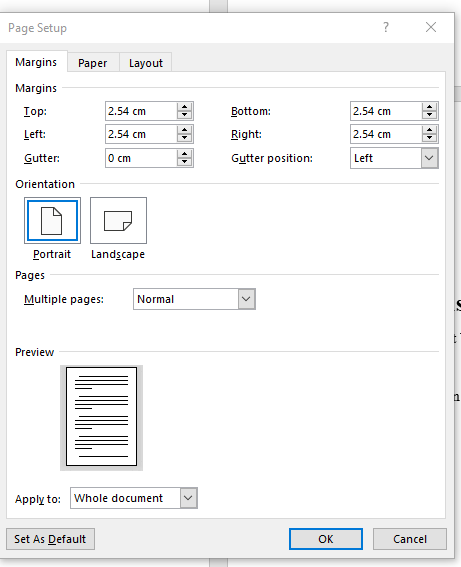 Page Setup ?
Margins Paper Layout
Margins
Top: 2.54 cm Bottom: 2.54 cm
Left: 2.54 cm Right: 2.54 cm
Gutter: 0 cm Gutter position: Left
Orientation
Portrait Landscape
Pages
Multiple pages: Normal
Preview
Apply to: Whole document
Set As Default OK Cancel